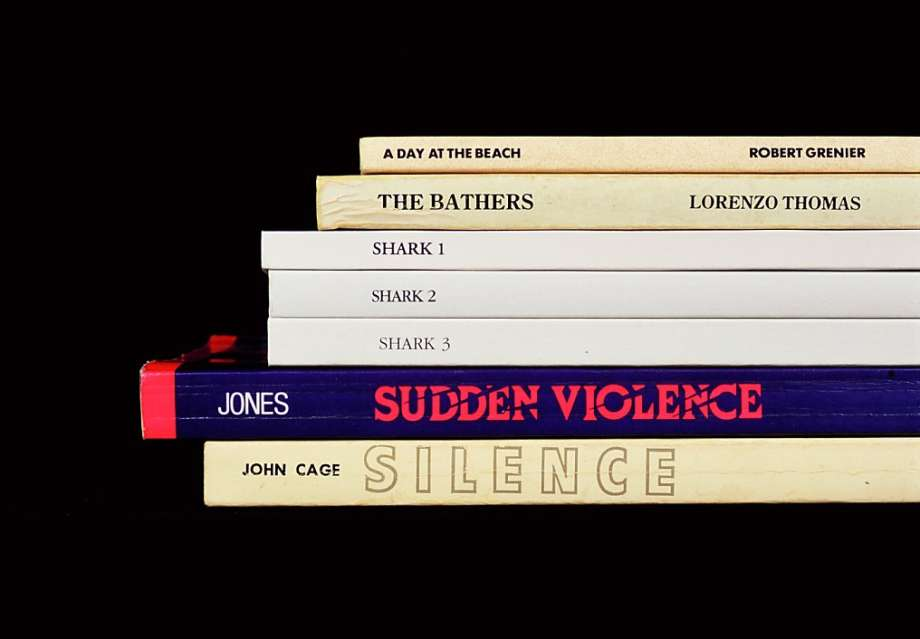 A DAY AT THE BEACH ROBERT GRENIER
THE BATHERS LORENZO THOMAS
SHARK 1
SHARK 2
SHARK 3
JONES SUDDEN VIOLENCE
JOHN CAGE SILENCE